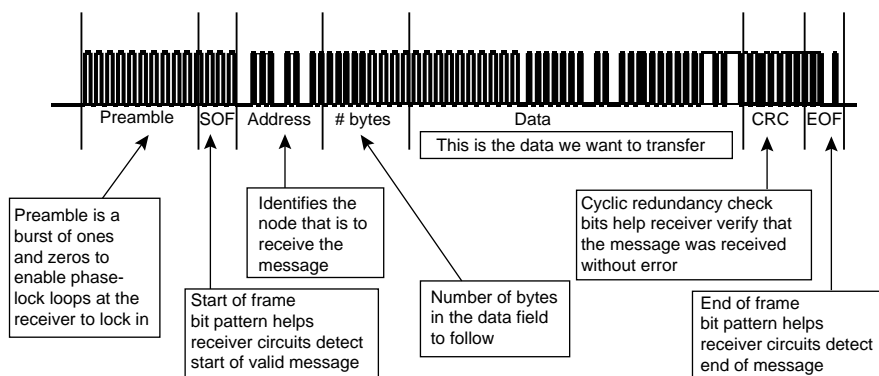 Preamble
SOF
Address
# bytes
Data
CRC
EOF
This is the data we want to transfer
Preamble is a
burst of ones
and zeros to
enable phase-
lock loops at the
receiver to lock in
Start of frame
bit pattern helps
receiver circuits detect
start of valid message
Identifies the
node that is to
receive the
message
Number of bytes
in the data field
to follow
Cyclic redundancy check
bits help receiver verify that
the message was received
without error
End of frame
bit pattern helps
receiver circuits detect
end of message